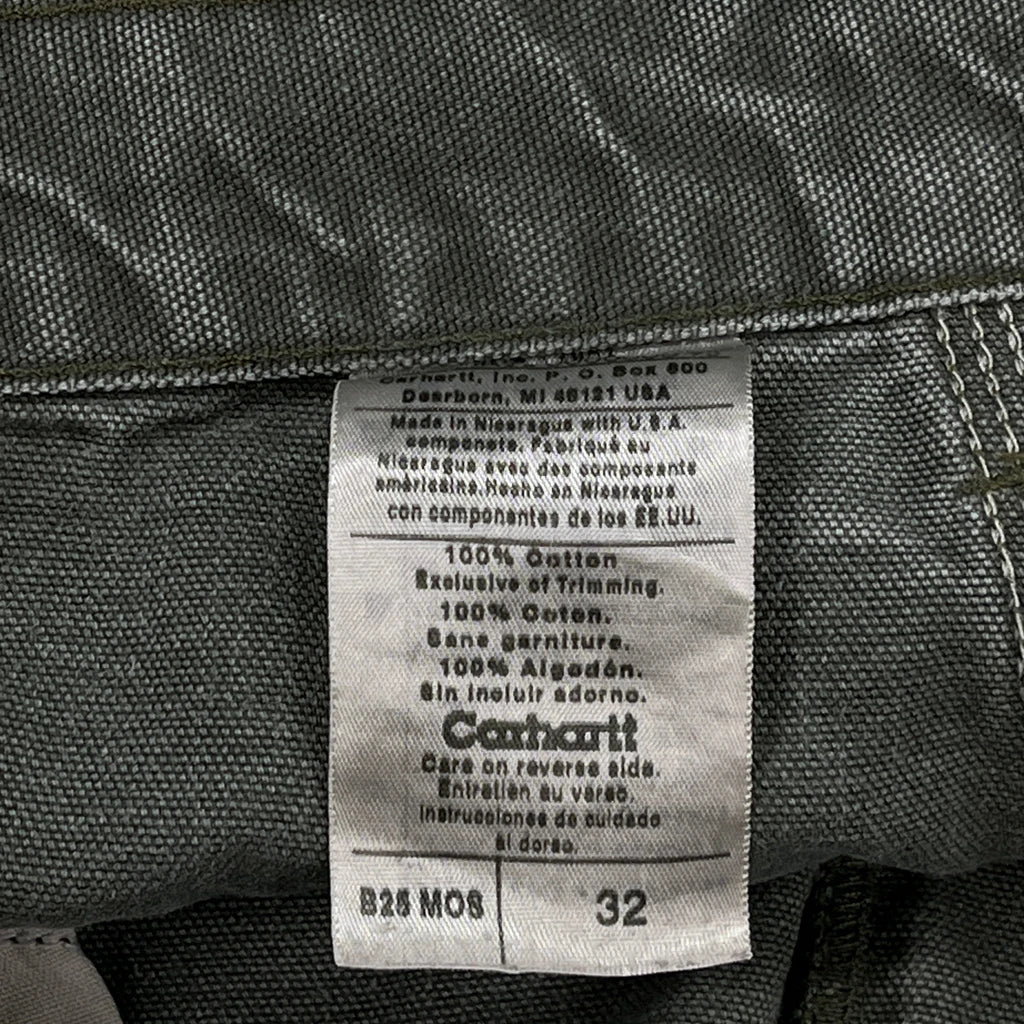 Carhartt, Inc. P. O. Box 600
Dearborn, MI 48121 USA
Made in Nicaragua with U.S.A.
componets. Fabriqué au
Nicaragua avec des composants
américains. Hecho en Nicaragua
con componentes de los EE.UU.
100% Cotton
Exclusive of Trimming.
100% Coton.
Sans garniture.
100% Algodón.
Sin incluir adorno.
Carhartt
Care on reverse side.
Entretien au verso.
Instrucciones de cuidado
al dorso.
B25 MOS
32